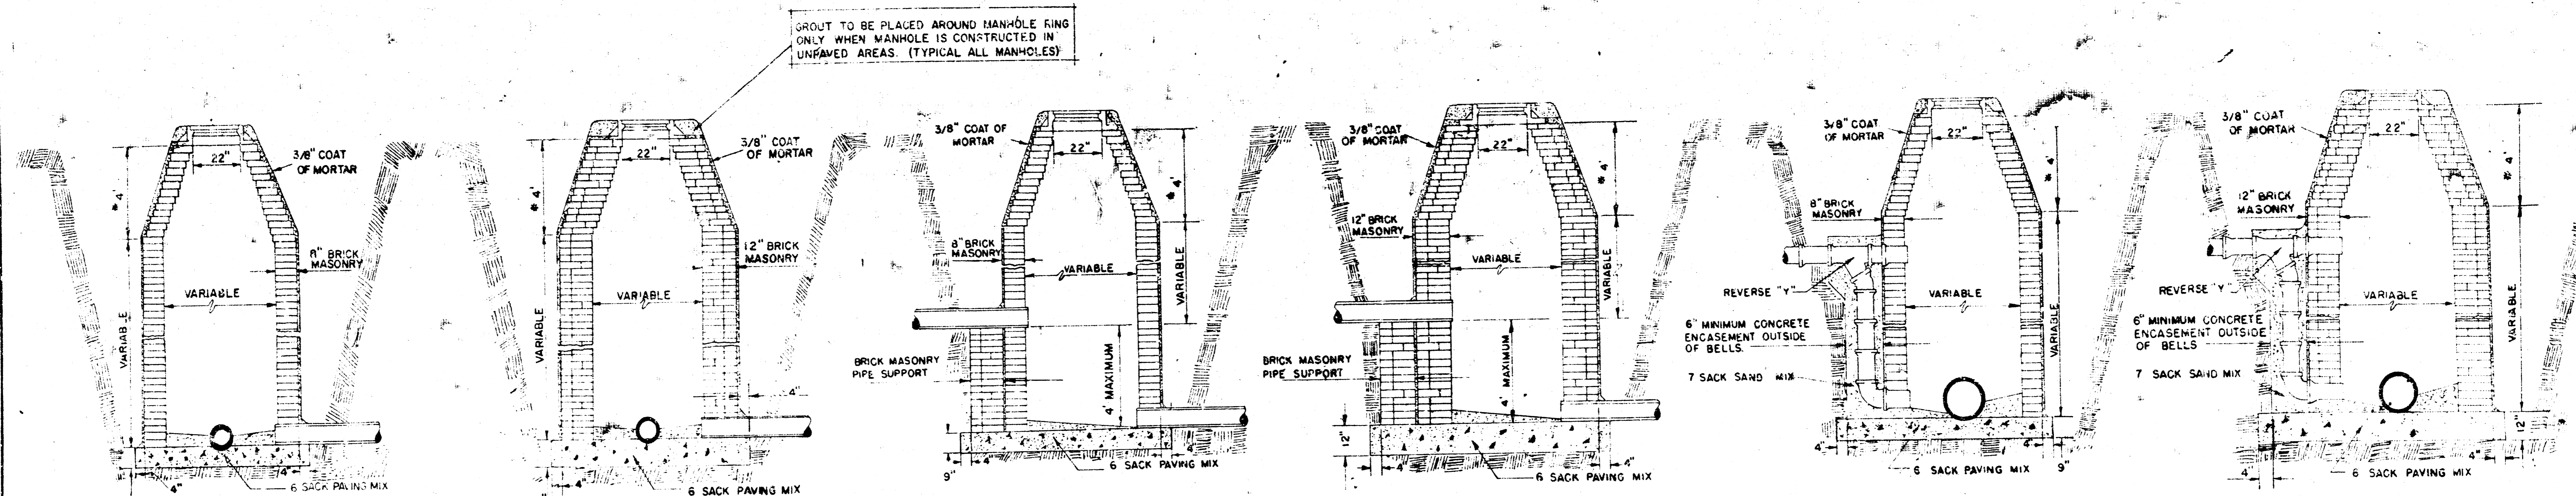 GROUT TO BE PLACED AROUND MANHOLE RING
ONLY WHEN MANHOLE IS CONSTRUCTED IN
UNPAVED AREAS. (TYPICAL ALL MANHOLES)
22"
3/8" COAT
OF MORTAR
* 4'
8" BRICK
MASONRY
VARIABLE
VARIABLE
4"
4"
6 SACK PAVING MIX
22"
3/8" COAT
OF MORTAR
* 4'
12" BRICK
MASONRY
VARIABLE
VARIABLE
4"
4"
6 SACK PAVING MIX
3/8" COAT OF
MORTAR
22"
* 4'
8" BRICK
MASONRY
VARIABLE
VARIABLE
BRICK MASONRY
PIPE SUPPORT
4' MAXIMUM
9"
4"
4"
6 SACK PAVING MIX
3/8" COAT
OF MORTAR
22"
* 4'
12" BRICK
MASONRY
VARIABLE
VARIABLE
BRICK MASONRY
PIPE SUPPORT
4' MAXIMUM
12"
4"
4"
6 SACK PAVING MIX
3/8" COAT
OF MORTAR
22"
* 4'
8" BRICK
MASONRY
REVERSE "Y"
VARIABLE
VARIABLE
6" MINIMUM CONCRETE
ENCASEMENT OUTSIDE
OF BELLS.
7 SACK SAND MIX
4"
4"
9"
6 SACK PAVING MIX
3/8" COAT
OF MORTAR
22"
* 4'
12" BRICK
MASONRY
REVERSE "Y"
VARIABLE
VARIABLE
6" MINIMUM CONCRETE
ENCASEMENT OUTSIDE
OF BELLS
7 SACK SAND MIX
12"
4"
4"
6 SACK PAVING MIX